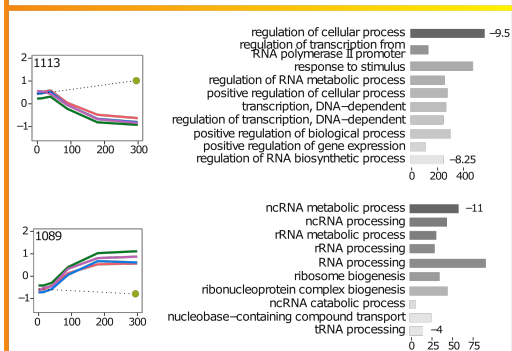 regulation of cellular process
−9.5
regulation of transcription from
RNA polymerase II promoter
response to stimulus
regulation of RNA metabolic process
positive regulation of cellular process
transcription, DNA−dependent
regulation of transcription, DNA−dependent
positive regulation of biological process
positive regulation of gene expression
regulation of RNA biosynthetic process
−8.25
0 200 400
1113
2
1
0
−1
0 100 200 300
ncRNA metabolic process
−11
ncRNA processing
rRNA metabolic process
rRNA processing
RNA processing
ribosome biogenesis
ribonucleoprotein complex biogenesis
ncRNA catabolic process
nucleobase−containing compound transport
tRNA processing
−4
0 25 50 75
1089
2
1
0
−1
0 100 200 300